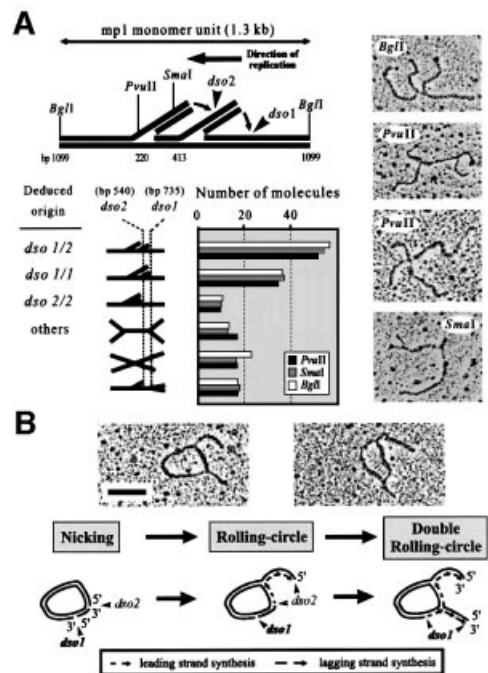 A
mp1 monomer unit (1.3 kb)
Direction of
replication
SmaI
PvuII
dso2
BglI
dso1
BglI
bp 1099
220
413
1099
Deduced
origin
(bp 540)
dso2
(bp 735)
dso1
Number of molecules
0
20
40
dso 1/2
dso 1/1
dso 2/2
others
PvuII
SmaI
BglI
BglI
PvuII
PvuII
SmaI
B
Nicking
Rolling-circle
Double
Rolling-circle
5'
3'
dso2
3'
5'
dso1
5'
3'
dso2
dso1
5'
3'
5'
3'
dso1
leading strand synthesis
lagging strand synthesis